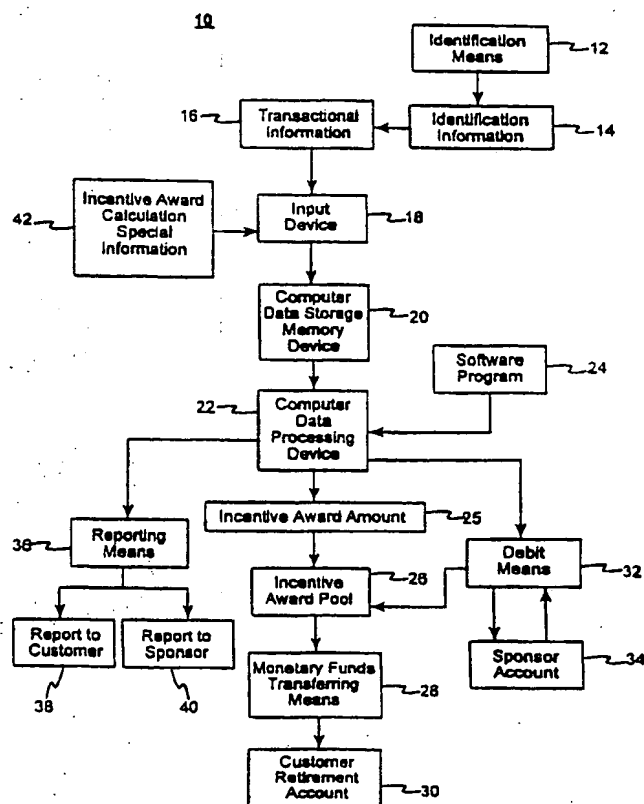 10
Identification
Means
12
16
Transactional
Information
Identification
Information
14
42
Incentive Award
Calculation
Special
Information
Input
Device
18
Computer
Data Storage
Memory
Device
20
Software
Program
24
22
Computer
Data
Processing
Device
Incentive Award Amount
25
36
Reporting
Means
Debit
Means
32
Incentive
Award Pool
26
Report to
Customer
Report to
Sponsor
38
40
Monetary Funds
Transferring
Means
28
Sponsor
Account
34
Customer
Retirement
Account
30